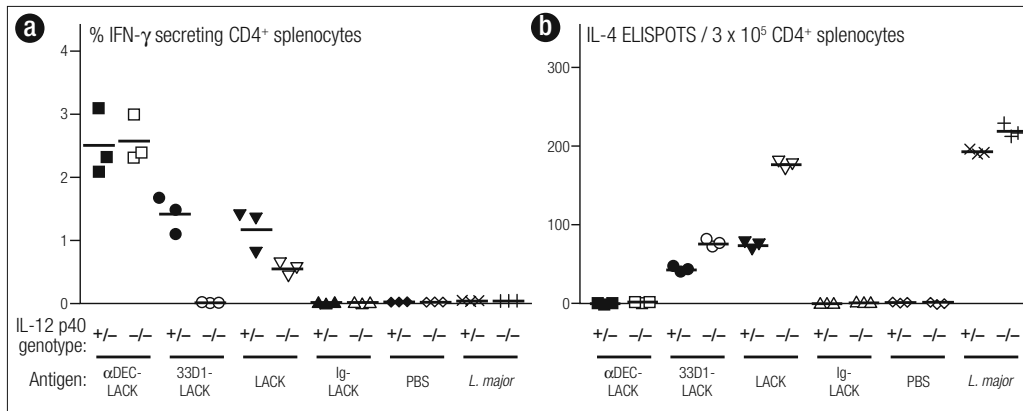 a
% IFN-γ secreting CD4⁺ splenocytes
4
3
2
1
0
IL-12 p40 genotype:
+/– –/– +/– –/– +/– –/– +/– –/– +/– –/– +/– –/–
Antigen:
αDEC-LACK
33D1-LACK
LACK
Ig-LACK
PBS
L. major
b
IL-4 ELISPOTS / 3 x 10⁵ CD4⁺ splenocytes
300
200
100
0
+/– –/– +/– –/– +/– –/– +/– –/– +/– –/– +/– –/–
αDEC-LACK
33D1-LACK
LACK
Ig-LACK
PBS
L. major